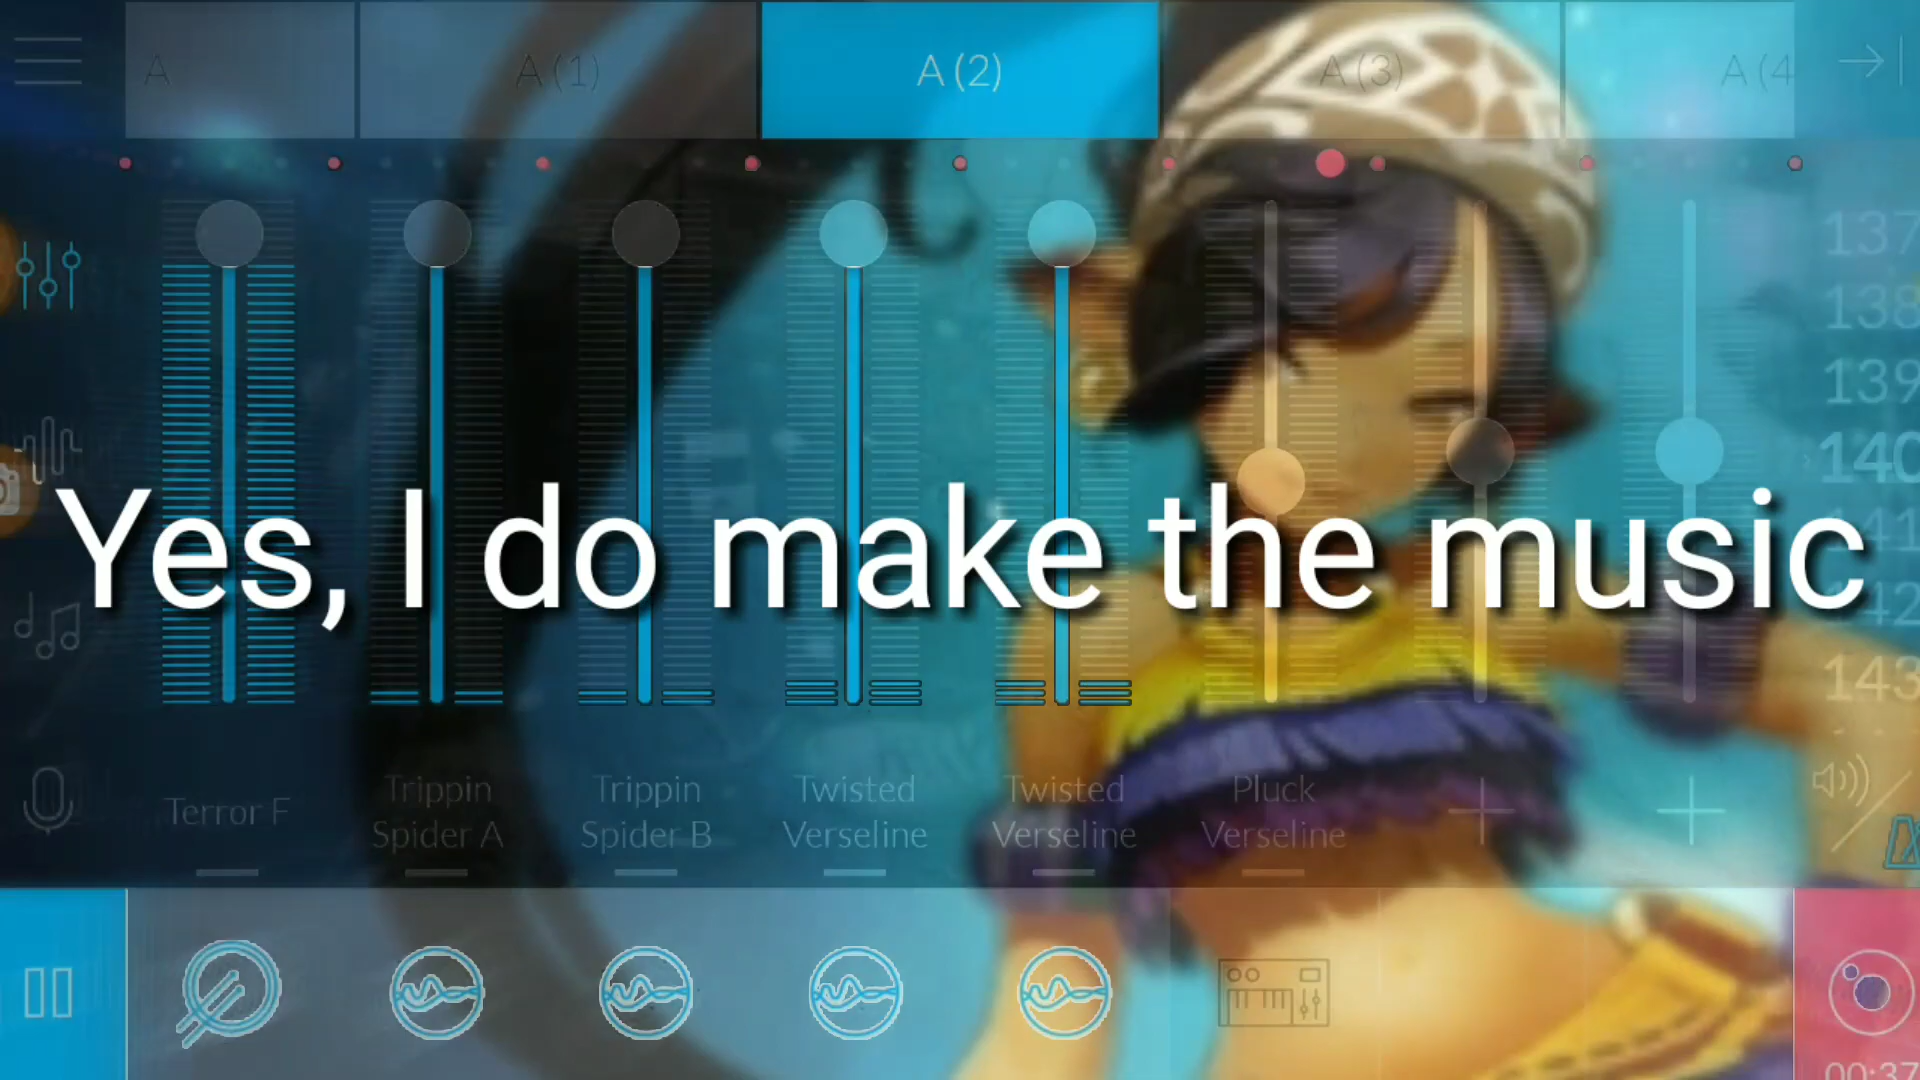 A
A (1)
A (2)
A (3)
A (4
137
138
139
140
141
42
143
Yes, I do make the music
Terror F
Trippin
Spider A
Trippin
Spider B
Twisted
Verseline
Twisted
Verseline
Pluck
Verseline
00:37